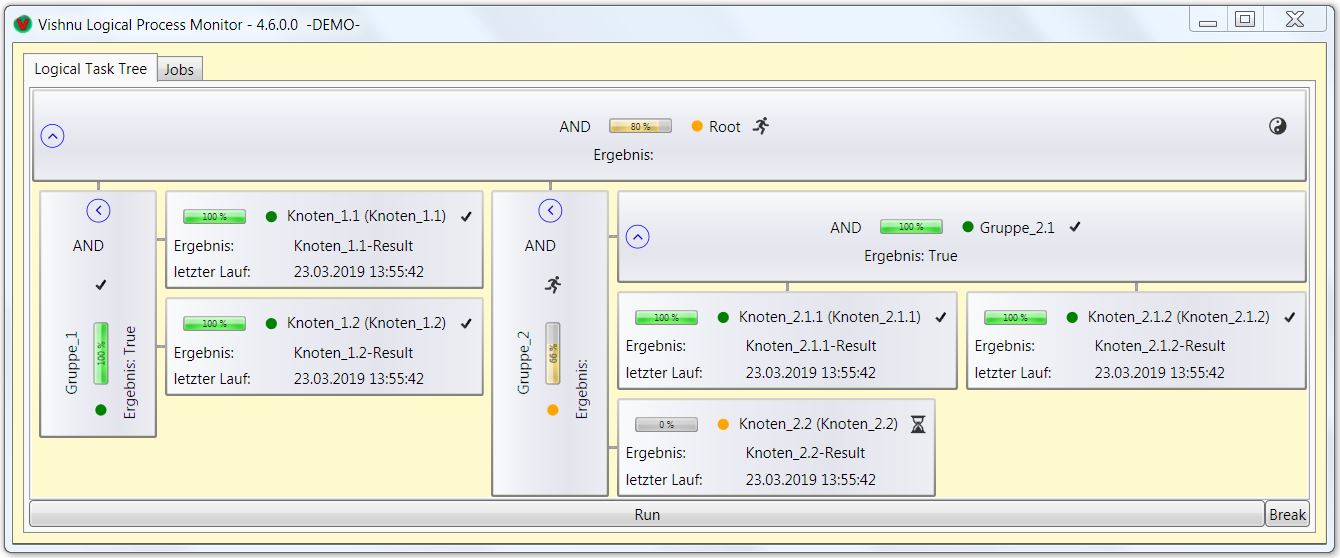 Vishnu Logical Process Monitor - 4.6.0.0  -DEMO-
Logical Task Tree
Jobs
AND 80 % Root
Ergebnis:
AND
Gruppe_1
100 %
Ergebnis: True
100 % Knoten_1.1 (Knoten_1.1)
Ergebnis: Knoten_1.1-Result
letzter Lauf: 23.03.2019 13:55:42
100 % Knoten_1.2 (Knoten_1.2)
Ergebnis: Knoten_1.2-Result
letzter Lauf: 23.03.2019 13:55:42
AND
Gruppe_2
66 %
Ergebnis:
AND 100 % Gruppe_2.1
Ergebnis: True
100 % Knoten_2.1.1 (Knoten_2.1.1)
Ergebnis: Knoten_2.1.1-Result
letzter Lauf: 23.03.2019 13:55:42
100 % Knoten_2.1.2 (Knoten_2.1.2)
Ergebnis: Knoten_2.1.2-Result
letzter Lauf: 23.03.2019 13:55:42
0 % Knoten_2.2 (Knoten_2.2)
Ergebnis: Knoten_2.2-Result
letzter Lauf: 23.03.2019 13:55:42
Run
Break